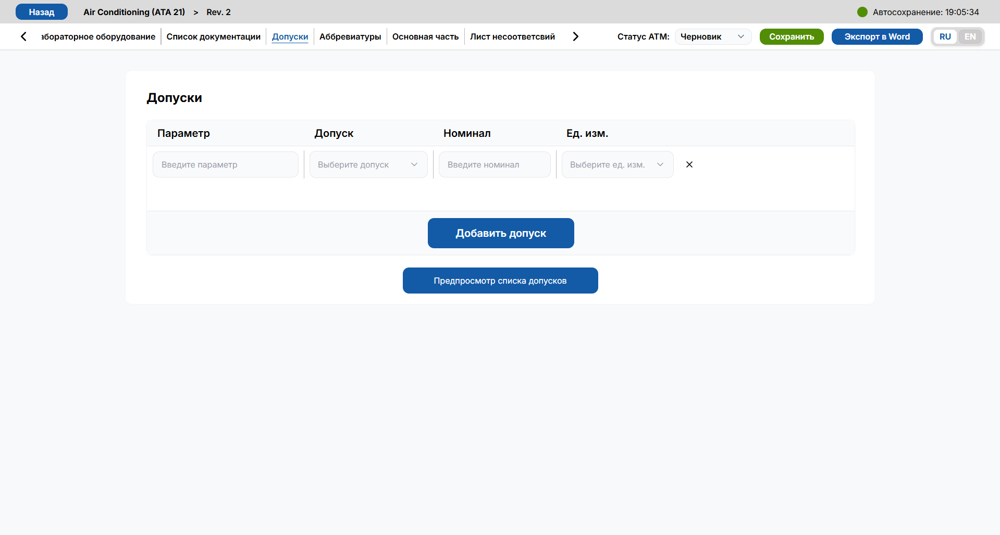 Назад
Air Conditioning (ATA 21) > Rev. 2
Автосохранение: 19:05:34
оборудование
Список документации
Допуски
Аббревиатуры
Основная часть
Лист несоответсвий
Статус АТМ:
Черновик
Сохранить
Экспорт в Word
RU
EN
Допуски
Параметр
Допуск
Номинал
Ед. изм.
Введите параметр
Выберите допуск
Введите номинал
Выберите ед. изм.
Добавить допуск
Предпросмотр списка допусков